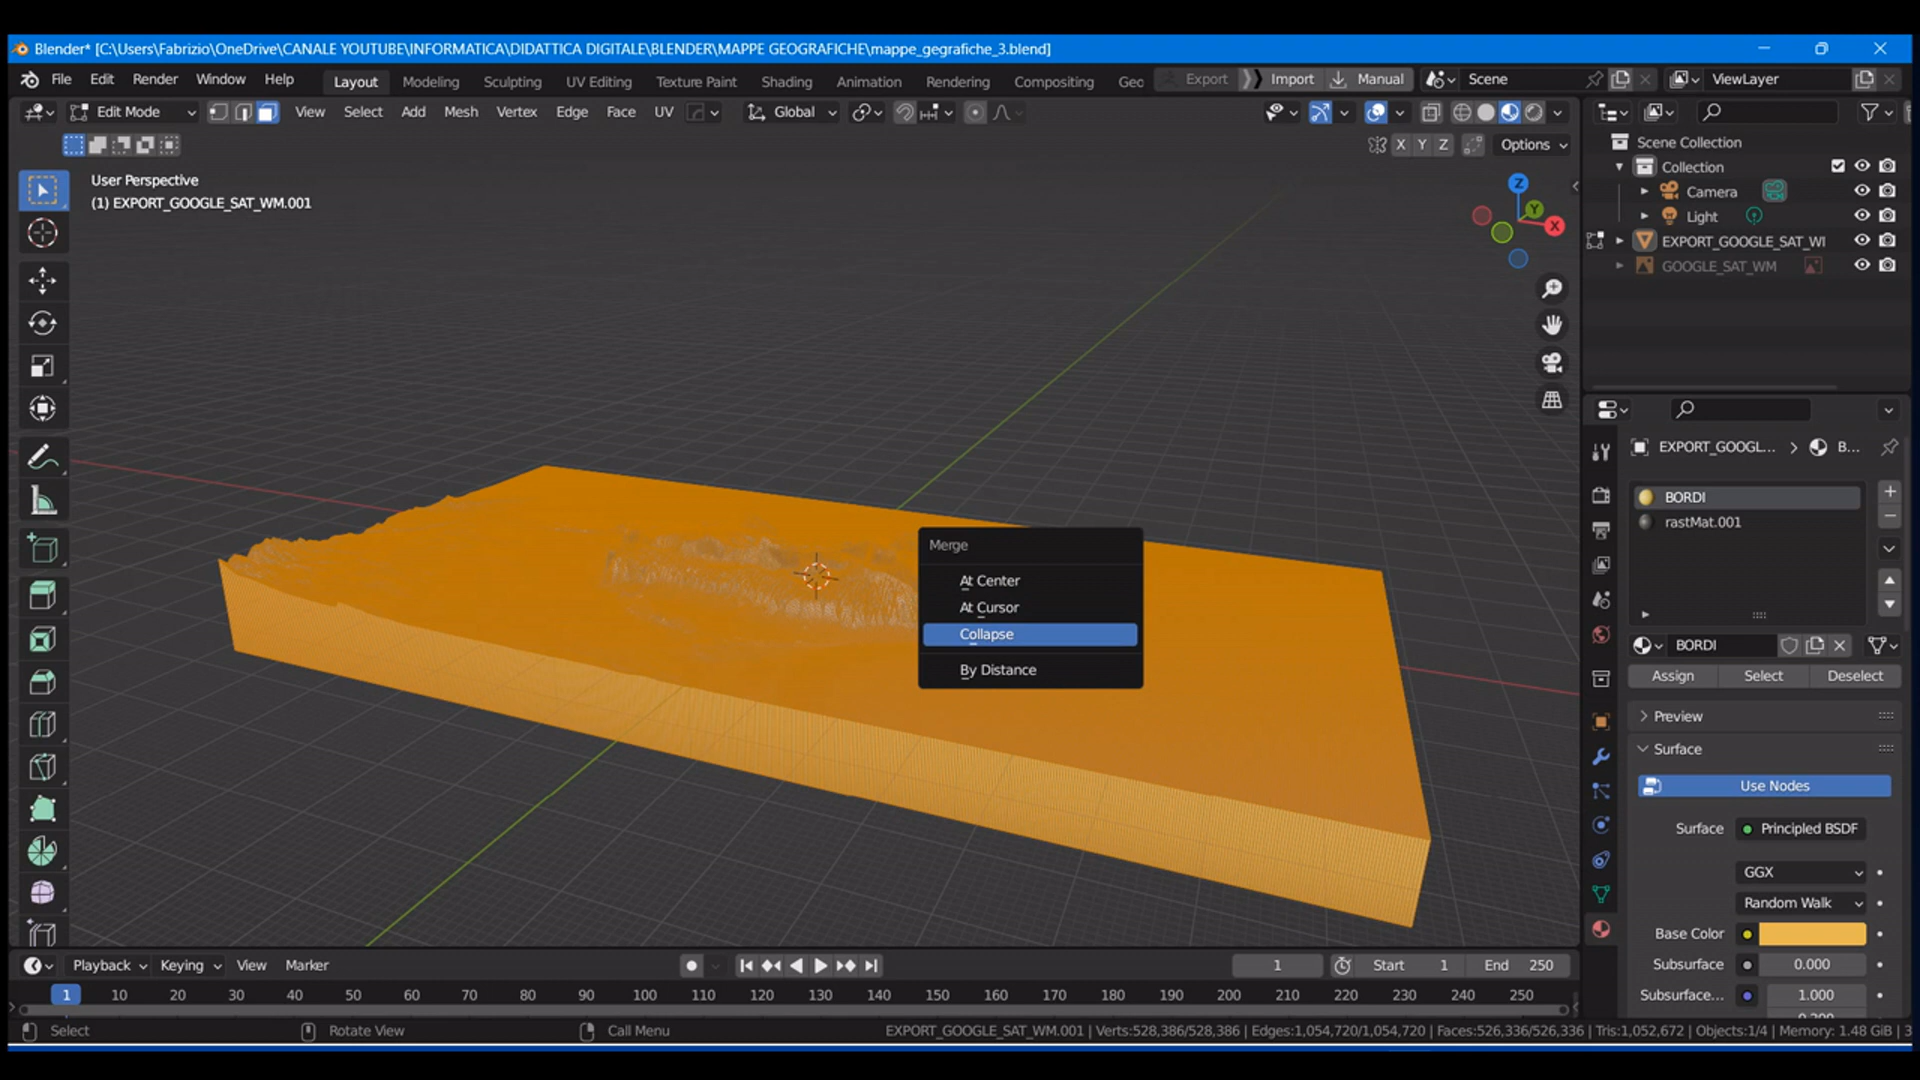 Blender* [C:\Users\Fabrizio\OneDrive\CANALE YOUTUBE\INFORMATICA\DIDATTICA DIGITALE\BLENDER\MAPPE GEOGRAFICHE\mappe_gegrafiche_3.blend]
File Edit Render Window Help Layout Modeling Sculpting UV Editing Texture Paint Shading Animation Rendering Compositing Geo Export Import Manual Scene ViewLayer
Edit Mode View Select Add Mesh Vertex Edge Face UV Global
X Y Z Options
Scene Collection
Collection
Camera
Light
EXPORT_GOOGLE_SAT_WI
GOOGLE_SAT_WM
User Perspective
(1) EXPORT_GOOGLE_SAT_WM.001
Z
Y
X
Merge
At Center
At Cursor
Collapse
By Distance
EXPORT_GOOGL... B...
BORDI
rastMat.001
BORDI
Assign Select Deselect
Preview
Surface
Use Nodes
Surface Principled BSDF
GGX
Random Walk
Base Color
Subsurface 0.000
Subsurface... 1.000
Playback Keying View Marker 1 Start 1 End 250
1 10 20 30 40 50 60 70 80 90 100 110 120 130 140 150 160 170 180 190 200 210 220 230 240 250
Select Rotate View Call Menu EXPORT_GOOGLE_SAT_WM.001 | Verts:528,386/528,386 | Edges:1,054,720/1,054,720 | Faces:526,336/526,336 | Tris:1,052,672 | Objects:1/4 | Memory: 1.48 GiB | 3